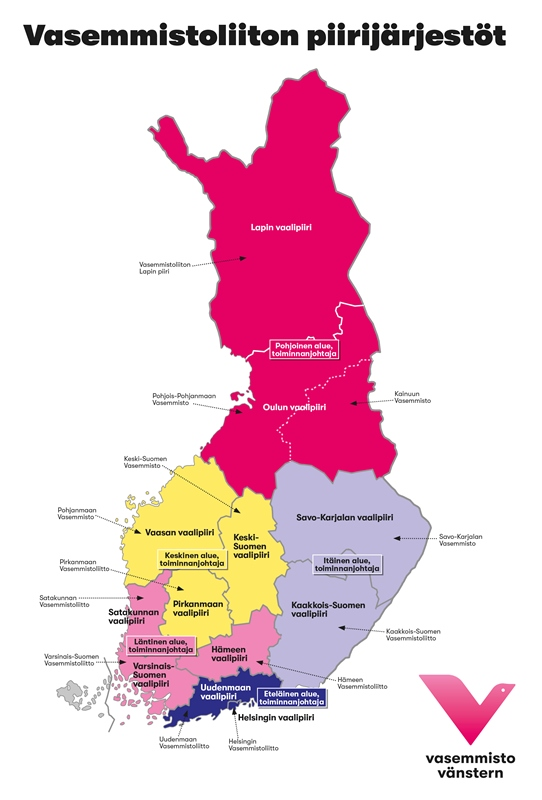 Vasemmistoliiton piirijärjestöt
Lapin vaalipiiri
Vasemmistoliiton
Lapin piiri
Pohjoinen alue,
toiminnanjohtaja
Pohjois-Pohjanmaan
Vasemmisto
Kainuun
Vasemmisto
Oulun vaalipiiri
Keski-Suomen
Vasemmisto
Pohjanmaan
Vasemmisto
Vaasan vaalipiiri
Savo-Karjalan vaalipiiri
Keski-
Suomen
vaalipiiri
Savo-Karjalan
Vasemmisto
Keskinen alue,
toiminnanjohtaja
Itäinen alue,
toiminnanjohtaja
Pirkanmaan
Vasemmistoliitto
Satakunnan
Vasemmistoliitto
Satakunnan
vaalipiiri
Pirkanmaan
vaalipiiri
Kaakkois-Suomen
vaalipiiri
Kaakkois-Suomen
Vasemmistoliitto
Läntinen alue,
toiminnanjohtaja
Varsinais-Suomen
Vasemmistoliitto
Varsinais-
Suomen
vaalipiiri
Hämeen
vaalipiiri
Hämeen
Vasemmistoliitto
Uudenmaan
vaalipiiri
Eteläinen alue,
toiminnanjohtaja
Helsingin vaalipiiri
Uudenmaan
Vasemmistoliitto
Helsingin
Vasemmistoliitto
vasemmisto
vänstern